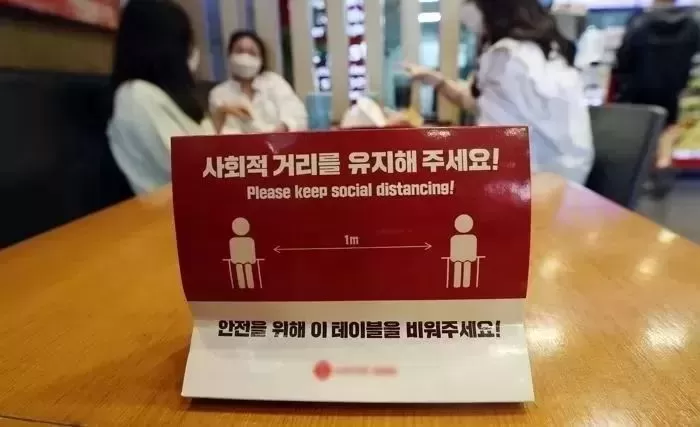 사회적 거리를 유지해 주세요!
Please keep social distancing!
1m
안전을 위해 이 테이블을 비워주세요!